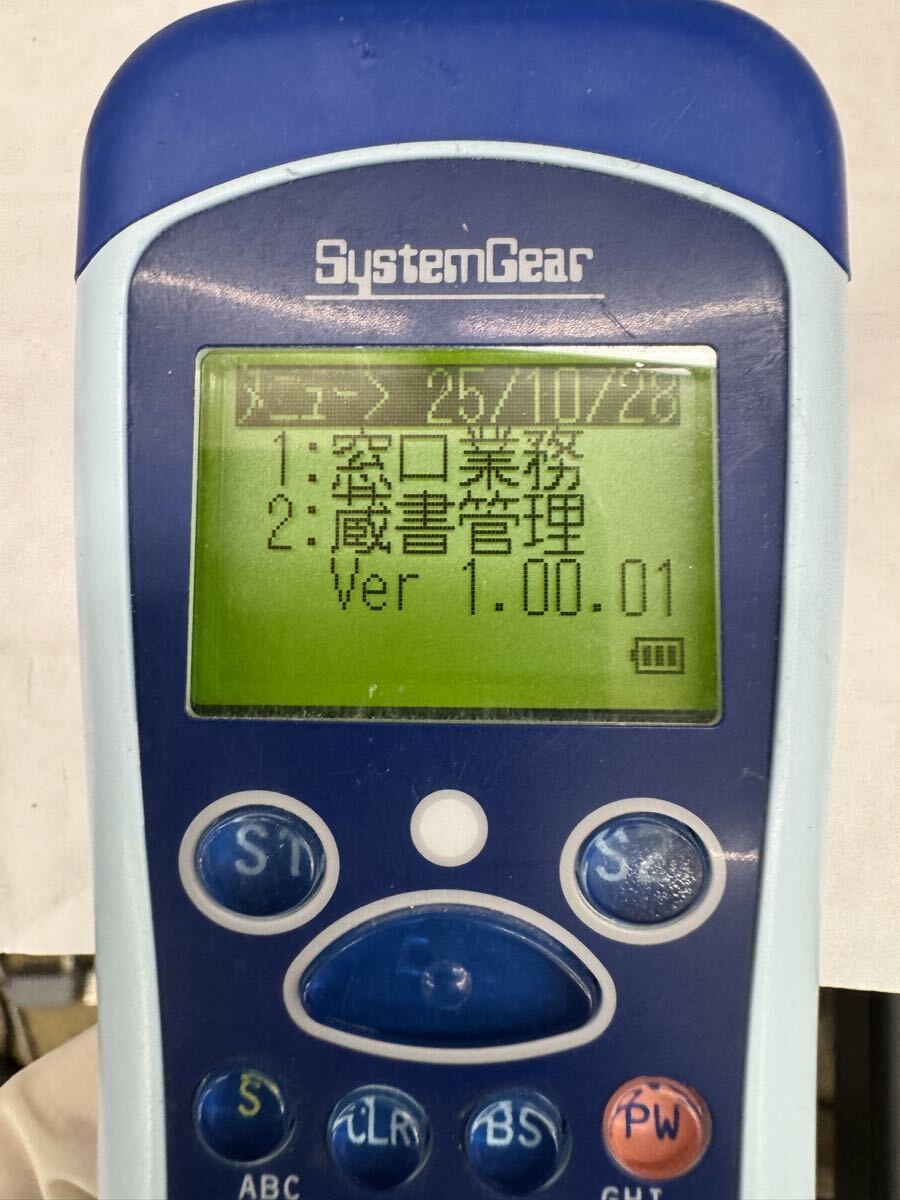 SystemGear
ﾒﾆｭｰ> 25/10/28
1:窓口業務
2:蔵書管理
Ver 1.00.01
S1
S2
S
CLR
BS
PW
ABC
GHI